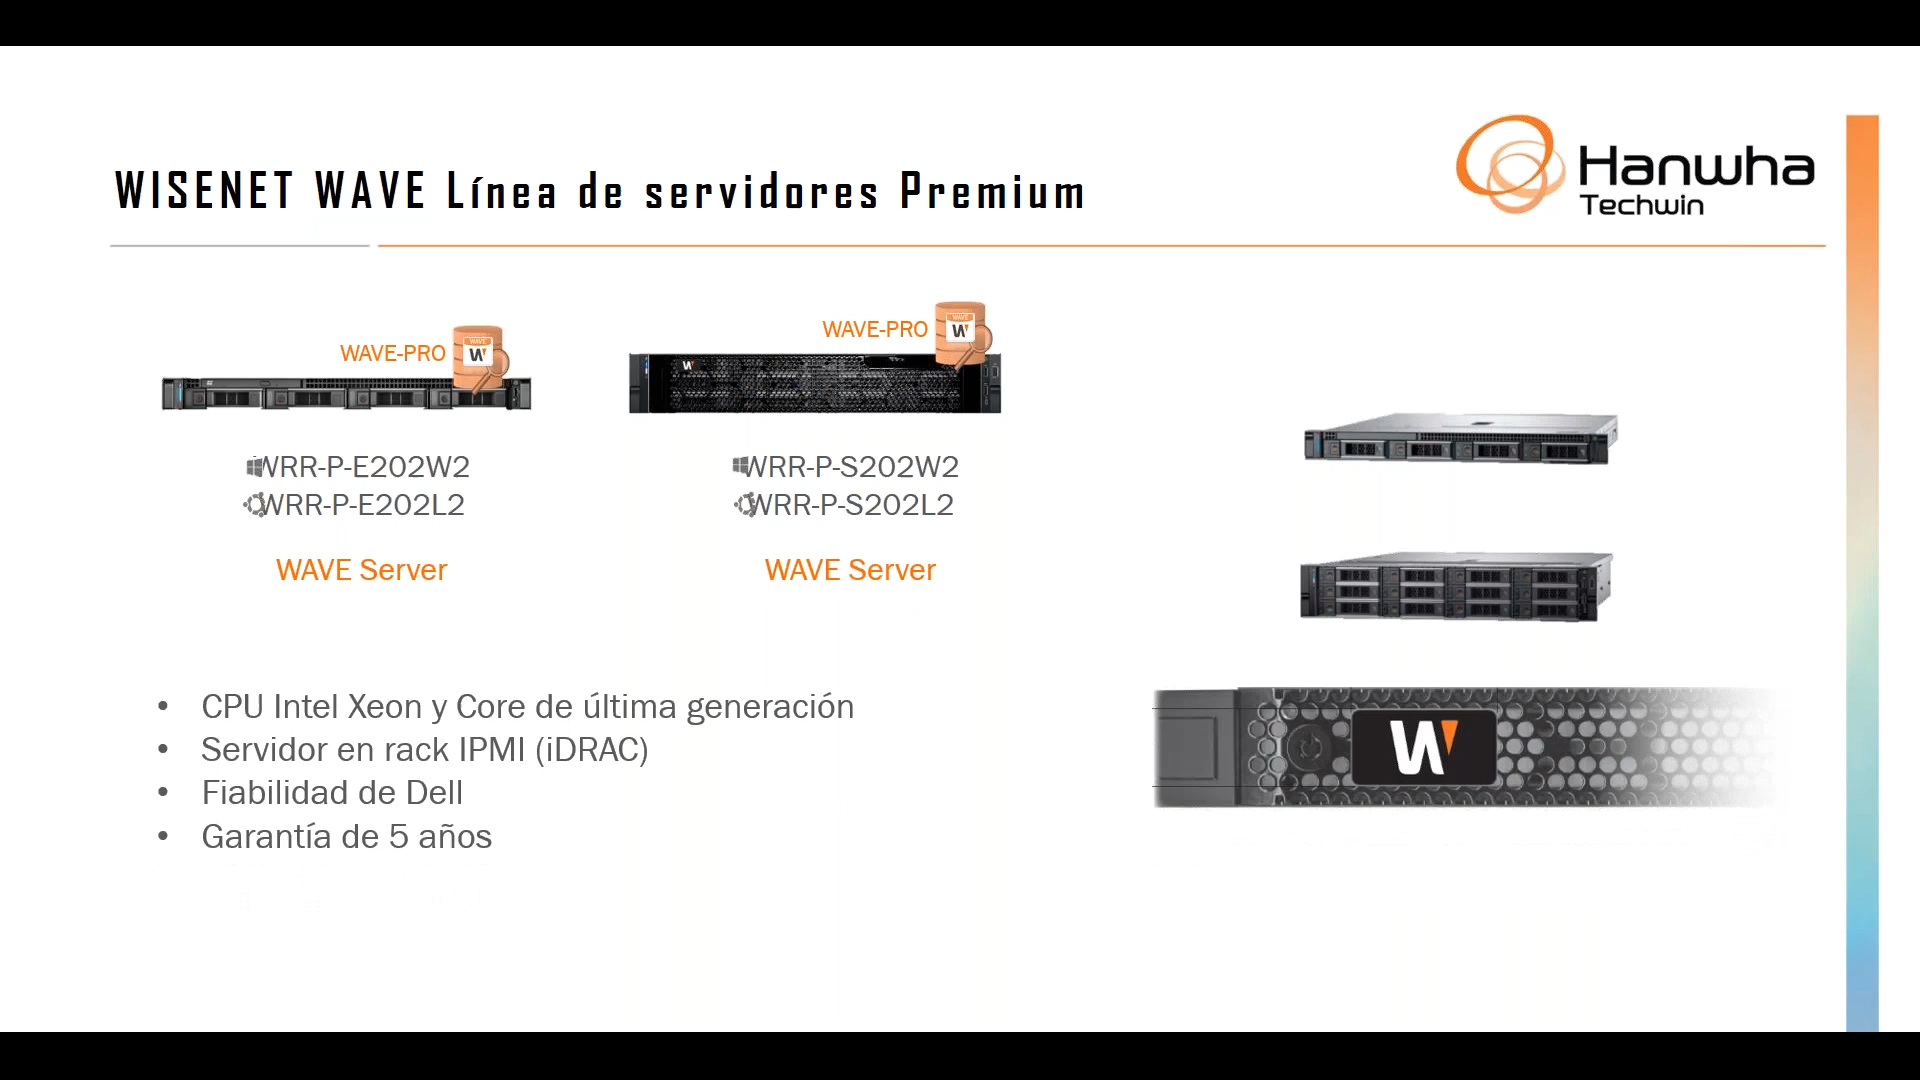 WISENET WAVE Línea de servidores Premium
Hanwha
Techwin
WAVE-PRO
WAVE
W
WRR-P-E202W2
WRR-P-E202L2
WAVE Server
WAVE-PRO
WAVE
W
W
WRR-P-S202W2
WRR-P-S202L2
WAVE Server
• CPU Intel Xeon y Core de última generación
• Servidor en rack IPMI (iDRAC)
• Fiabilidad de Dell
• Garantía de 5 años
W